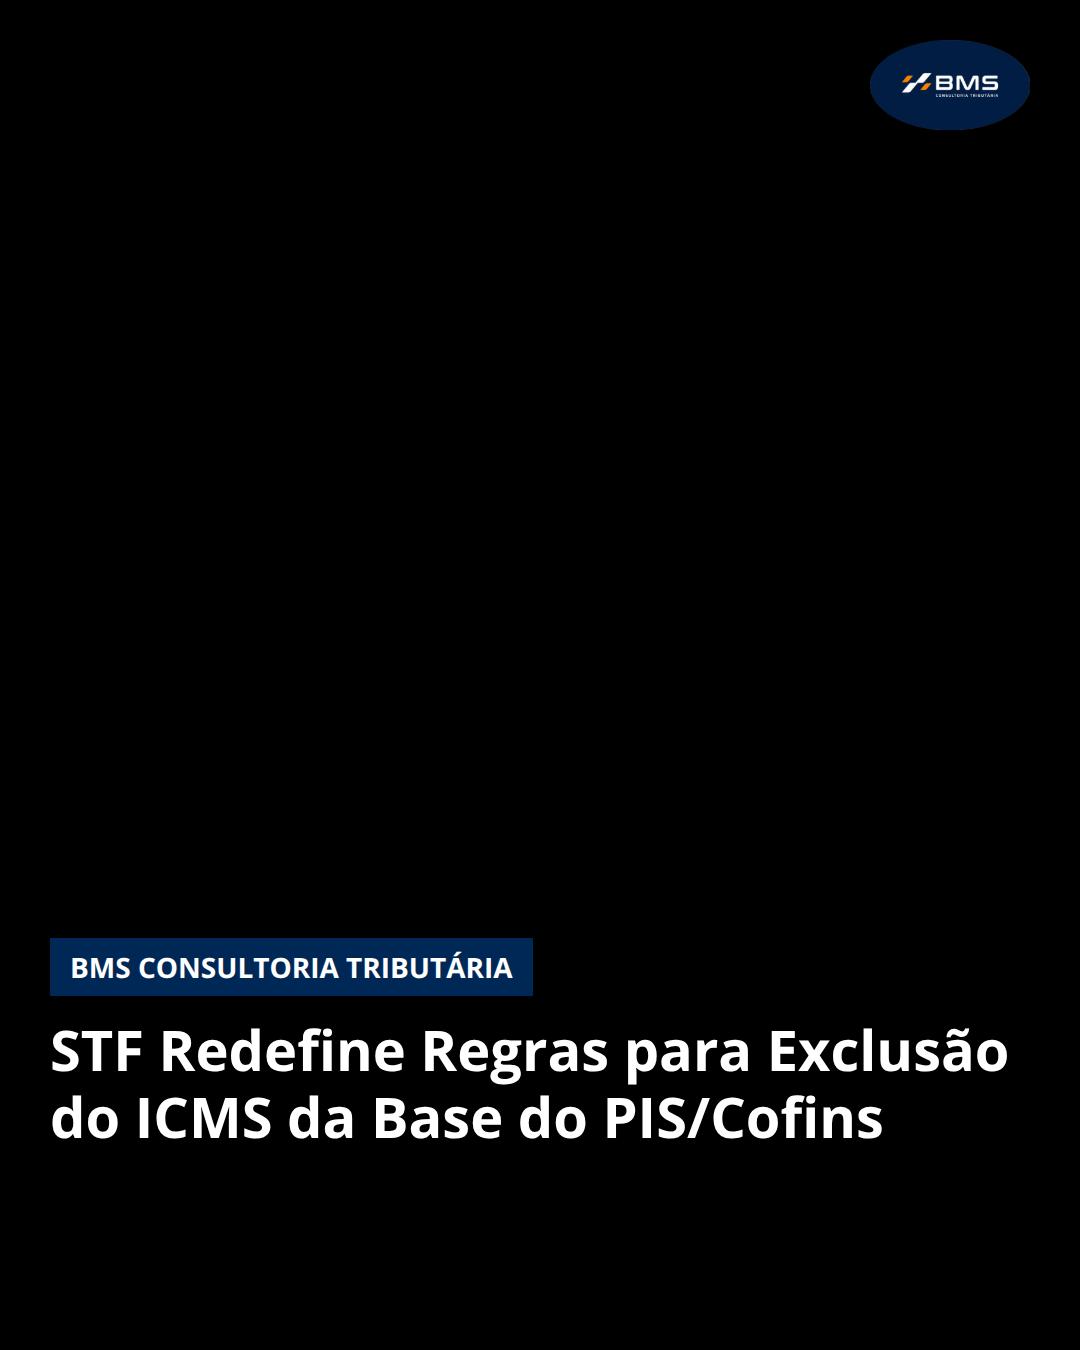 BMS
CONSULTORIA TRIBUTÁRIA
BMS CONSULTORIA TRIBUTÁRIA
STF Redefine Regras para Exclusão
do ICMS da Base do PIS/Cofins